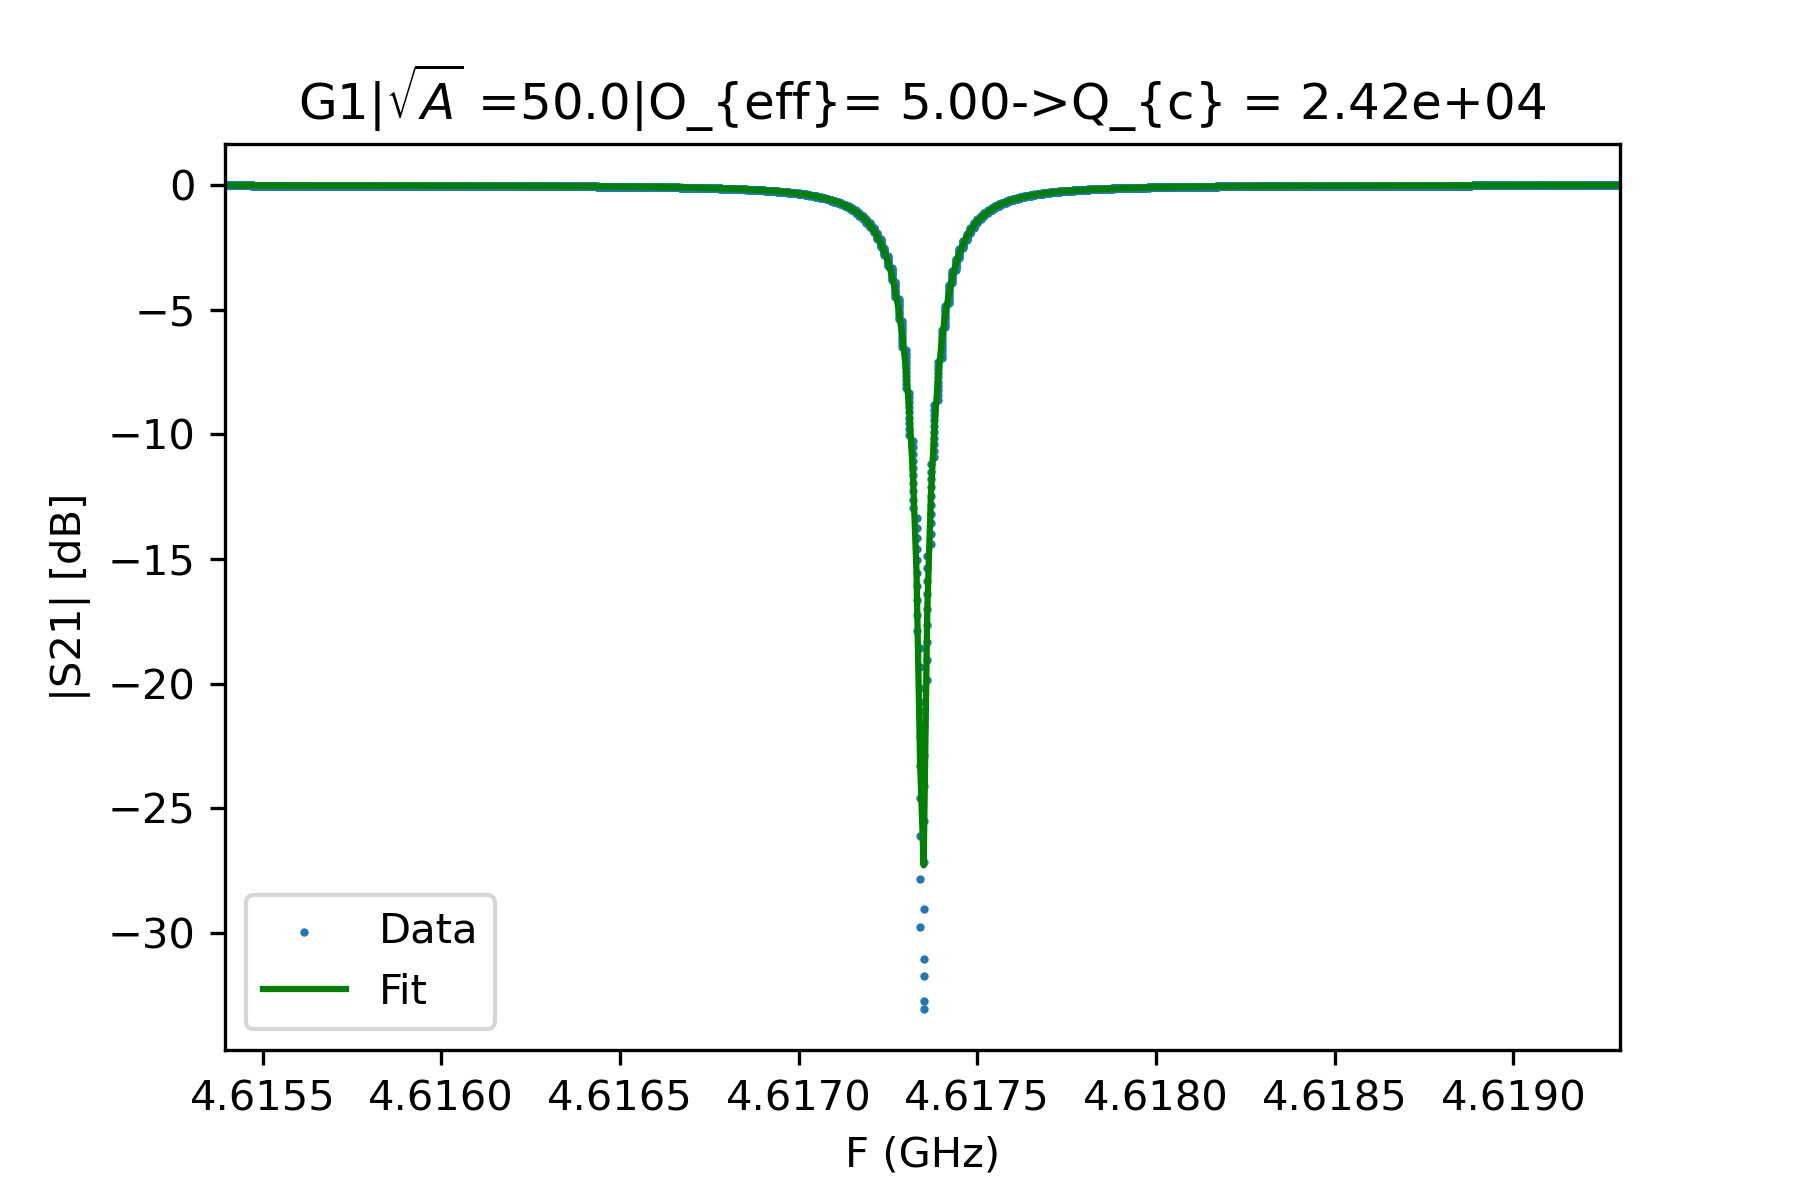 G1|√A =50.0|O_{eff}= 5.00->Q_{c} = 2.42e+04
0
−5
−10
−15
−20
−25
−30
|S21| [dB]
Data
Fit
4.6155 4.6160 4.6165 4.6170 4.6175 4.6180 4.6185 4.6190
F (GHz)